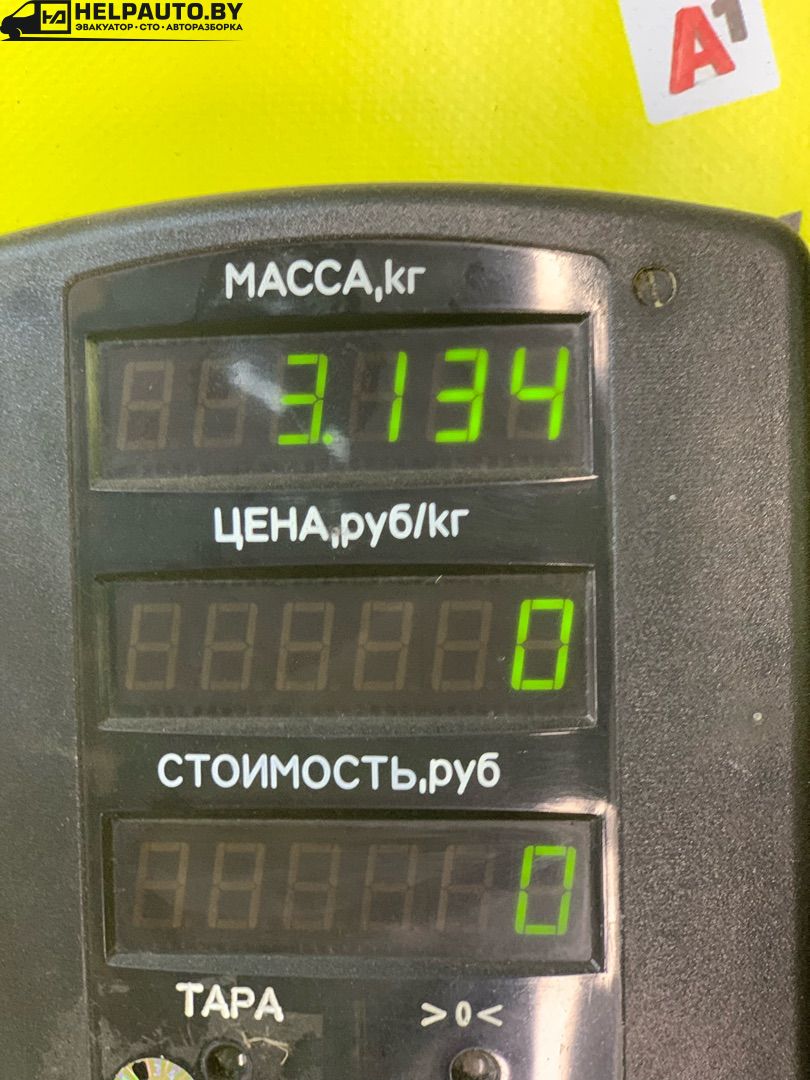 HELPAUTO.BY
ЭВАКУАТОР • СТО • АВТОРАЗБОРКА
A1
МАССА,кг
3.134
ЦЕНА,руб/кг
0
СТОИМОСТЬ,руб
0
ТАРА
>0<